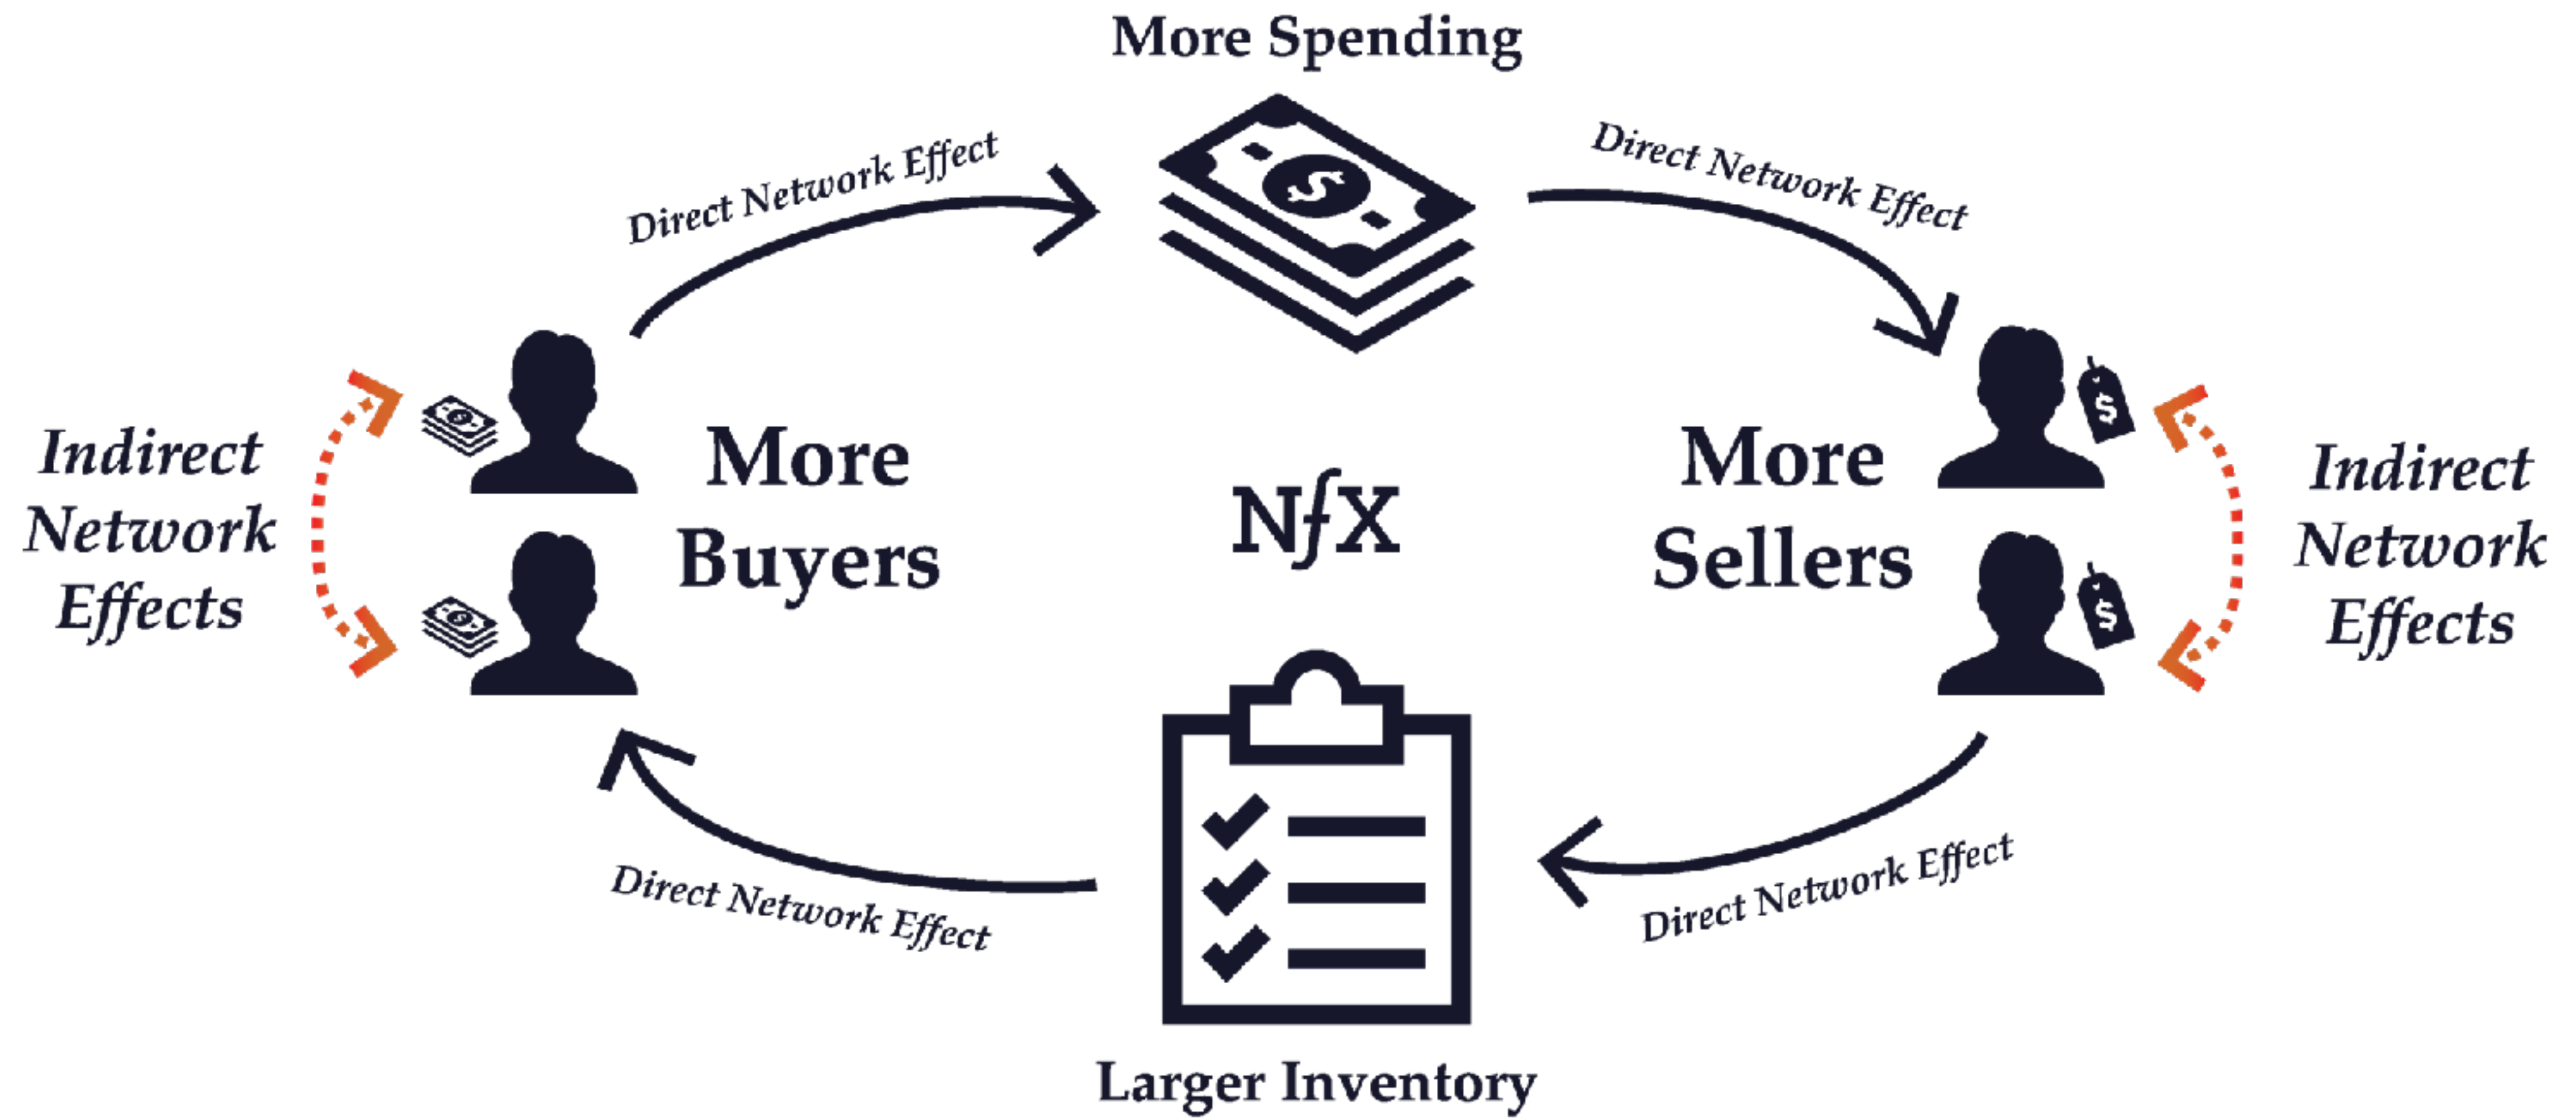 More Spending
Direct Network Effect
Direct Network Effect
Indirect
Network
Effects
More
Buyers
NfX
More
Sellers
Indirect
Network
Effects
Direct Network Effect
Direct Network Effect
Larger Inventory